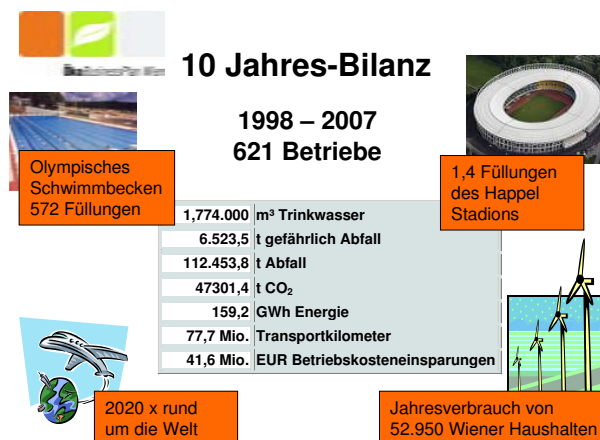 10 Jahres-Bilanz
1998 – 2007
621 Betriebe
Olympisches
Schwimmbecken
572 Füllungen
1,4 Füllungen
des Happel
Stadions
1,774.000 m³ Trinkwasser
6.523,5 t gefährlich Abfall
112.453,8 t Abfall
47301,4 t CO₂
159,2 GWh Energie
77,7 Mio. Transportkilometer
41,6 Mio. EUR Betriebskosteneinsparungen
2020 x rund
um die Welt
Jahresverbrauch von
52.950 Wiener Haushalten